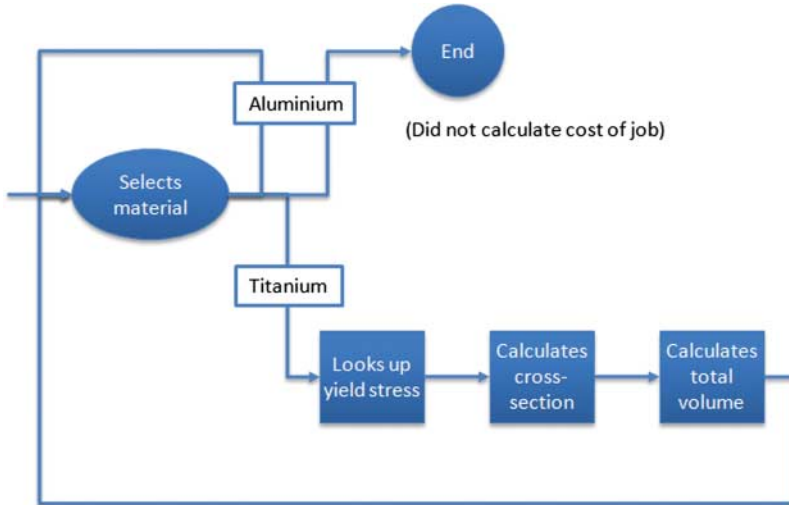 End
Aluminium
(Did not calculate cost of job)
Selects
material
Titanium
Looks up
yield stress
Calculates
cross-
section
Calculates
total
volume